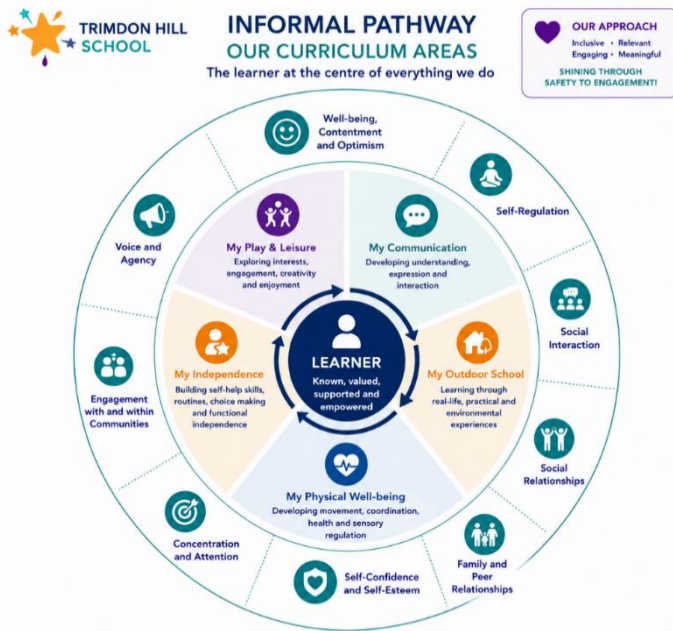 TRIMDON HILL
SCHOOL
INFORMAL PATHWAY
OUR CURRICULUM AREAS
The learner at the centre of everything we do
OUR APPROACH
Inclusive • Relevant
Engaging • Meaningful
SHINING THROUGH
SAFETY TO ENGAGEMENT!
Well-being,
Contentment
and Optimism
Self-Regulation
Social
Interaction
Social
Relationships
Family and
Peer
Relationships
Self-Confidence
and Self-Esteem
Concentration
and Attention
Engagement
with and within
Communities
Voice and
Agency
My Play & Leisure
Exploring interests,
engagement, creativity
and enjoyment
My Communication
Developing understanding,
expression and
interaction
My Independence
Building self-help skills,
routines, choice making
and functional
independence
LEARNER
Known, valued,
supported and
empowered
My Outdoor School
Learning through
real-life, practical and
environmental
experiences
My Physical Well-being
Developing movement, coordination,
health and sensory
regulation